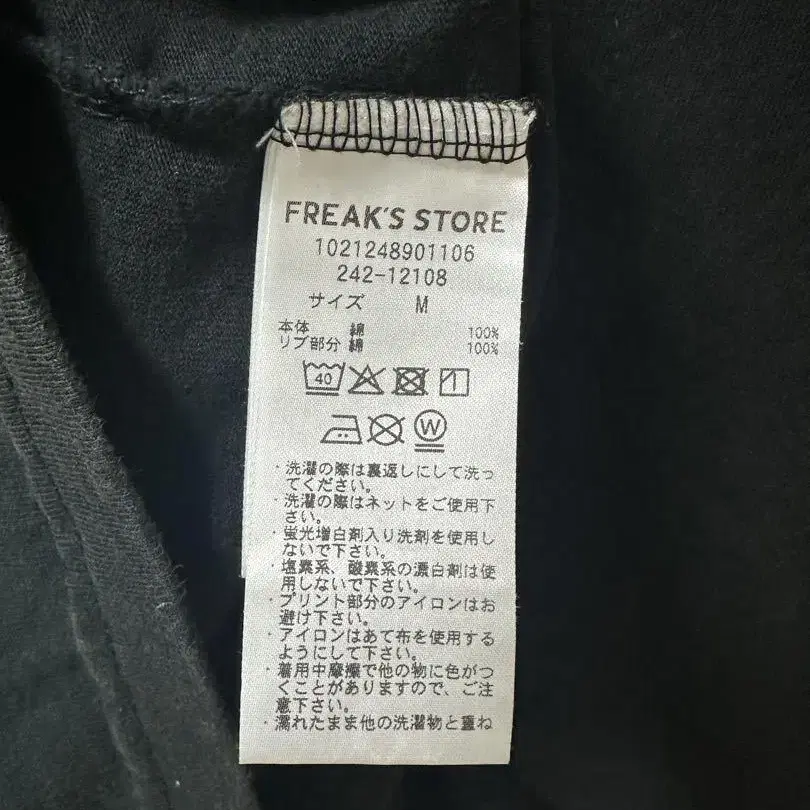 FREAK'S STORE
1021248901106
242-12108
サイズ M
本体 綿 100%
リブ部分 綿 100%
40
W
・洗濯の際は裏返しにして洗っ
てください。
・洗濯の際はネットをご使用下
さい。
・蛍光増白剤入り洗剤を使用し
ないで下さい。
・塩素系、酸素系の漂白剤は使
用しないで下さい。
・プリント部分のアイロンはお
避け下さい。
・アイロンはあて布を使用する
ようにして下さい。
・着用中摩擦で他の物に色がつ
くことがありますので、ご注
意下さい。
・濡れたまま他の洗濯物と重ね